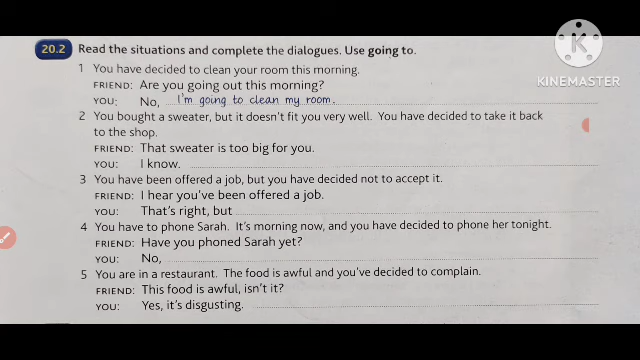 KINEMASTER
20.2 Read the situations and complete the dialogues. Use going to.
1 You have decided to clean your room this morning.
FRIEND: Are you going out this morning?
YOU: No, I'm going to clean my room.
2 You bought a sweater, but it doesn't fit you very well. You have decided to take it back
to the shop.
FRIEND: That sweater is too big for you.
YOU: I know.
3 You have been offered a job, but you have decided not to accept it.
FRIEND: I hear you've been offered a job.
YOU: That's right, but
4 You have to phone Sarah. It's morning now, and you have decided to phone her tonight.
FRIEND: Have you phoned Sarah yet?
YOU: No,
5 You are in a restaurant. The food is awful and you've decided to complain.
FRIEND: This food is awful, isn't it?
YOU: Yes, it's disgusting.